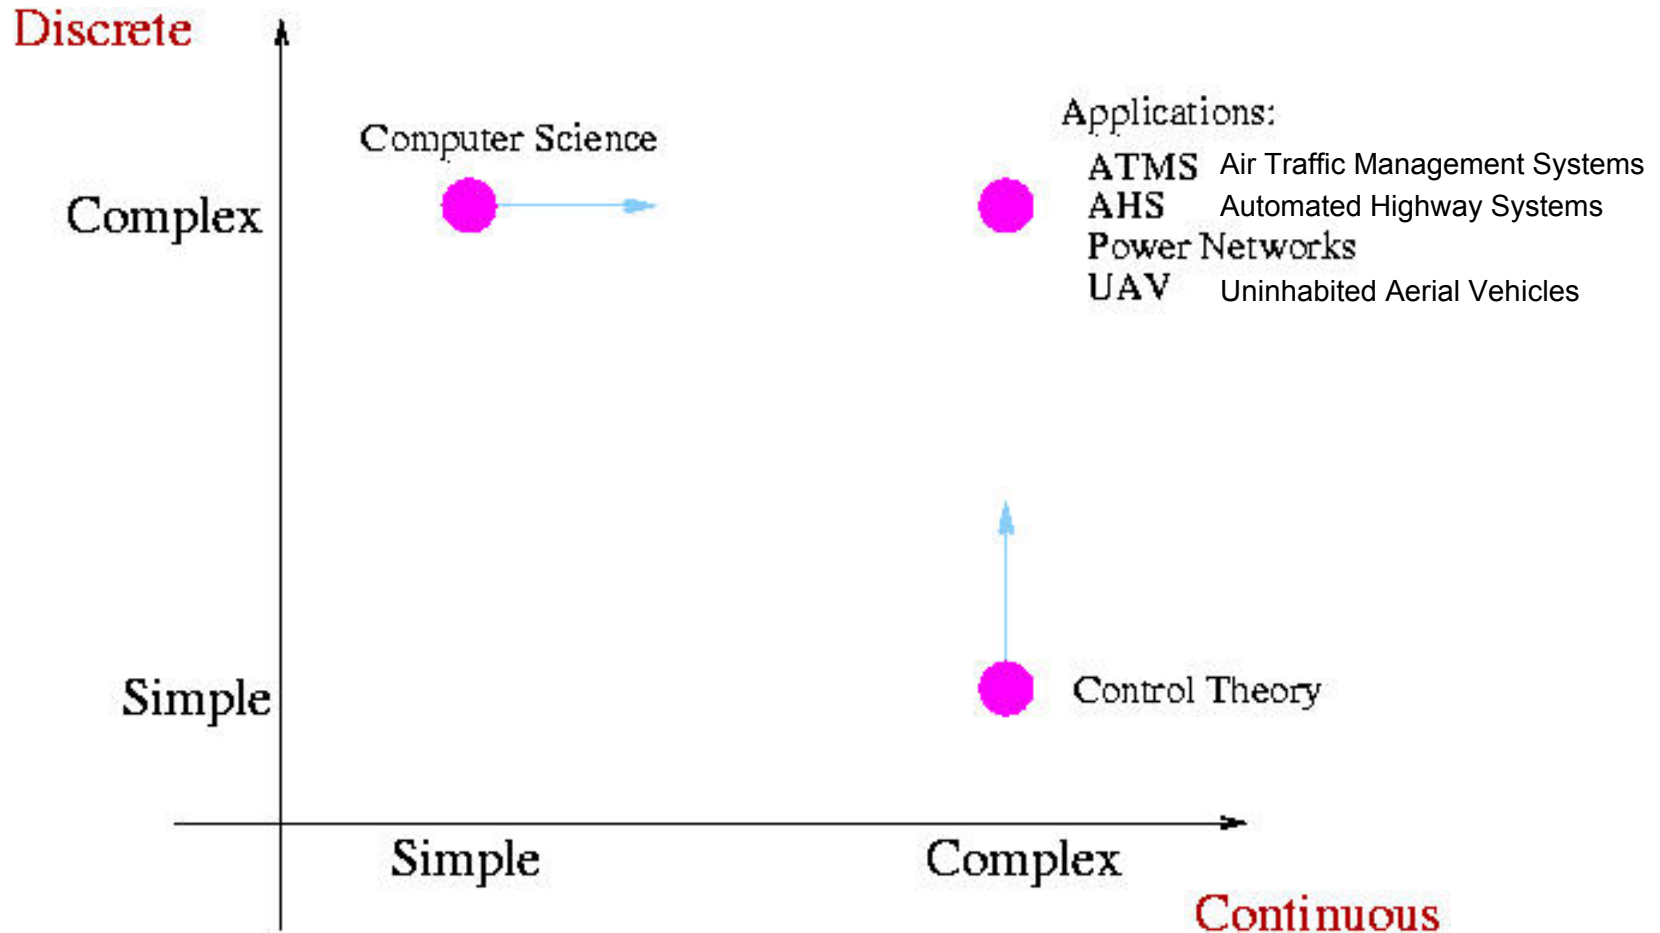 Discrete
Computer Science
Applications:
ATMS Air Traffic Management Systems
AHS Automated Highway Systems
Power Networks
UAV Uninhabited Aerial Vehicles
Complex
Simple
Control Theory
Simple
Complex
Continuous